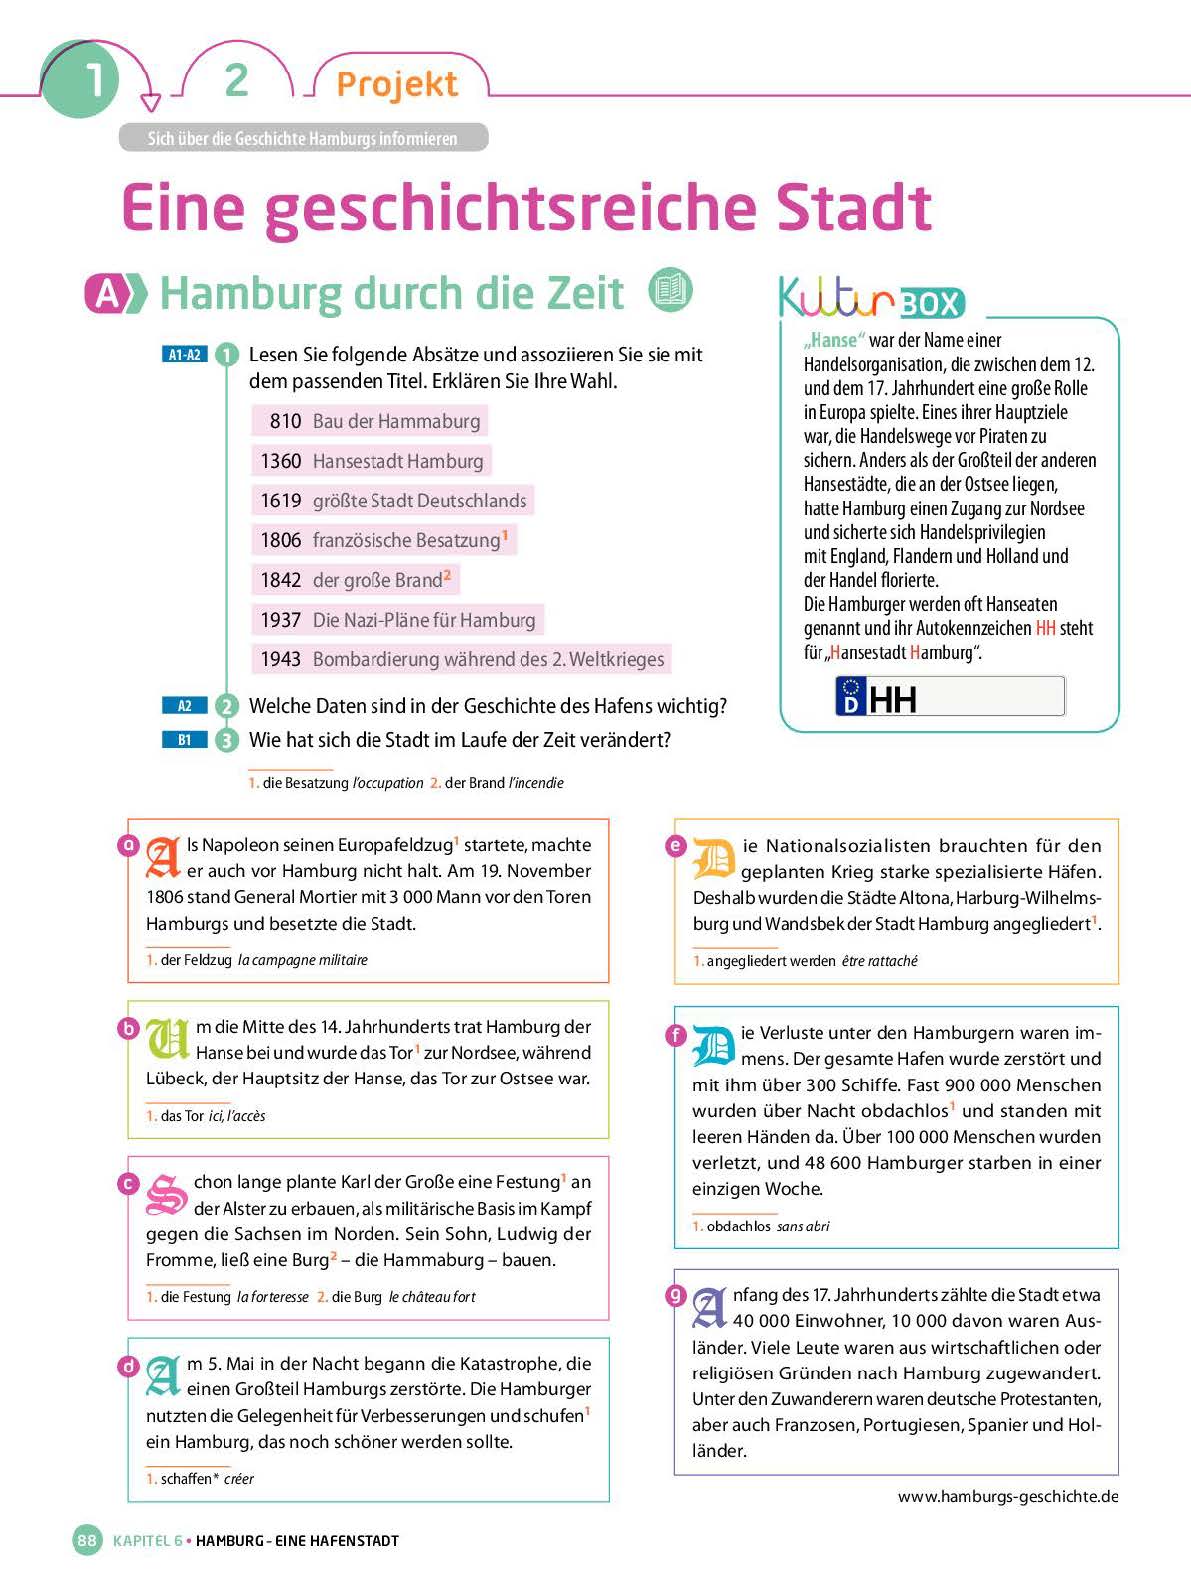 1
2
Projekt
Sich über die Geschichte Hamburgs informieren
Eine geschichtsreiche Stadt
A Hamburg durch die Zeit
A1-A2 1 Lesen Sie folgende Absätze und assoziieren Sie sie mit
dem passenden Titel. Erklären Sie Ihre Wahl.
810 Bau der Hammaburg
1360 Hansestadt Hamburg
1619 größte Stadt Deutschlands
1806 französische Besatzung1
1842 der große Brand2
1937 Die Nazi-Pläne für Hamburg
1943 Bombardierung während des 2. Weltkrieges
A2 2 Welche Daten sind in der Geschichte des Hafens wichtig?
B1 3 Wie hat sich die Stadt im Laufe der Zeit verändert?
1. die Besatzung l'occupation 2. der Brand l'incendie
Kultur BOX
„Hanse“ war der Name einer
Handelsorganisation, die zwischen dem 12.
und dem 17. Jahrhundert eine große Rolle
in Europa spielte. Eines ihrer Hauptziele
war, die Handelswege vor Piraten zu
sichern. Anders als der Großteil der anderen
Hansestädte, die an der Ostsee liegen,
hatte Hamburg einen Zugang zur Nordsee
und sicherte sich Handelsprivilegien
mit England, Flandern und Holland und
der Handel florierte.
Die Hamburger werden oft Hanseaten
genannt und ihr Autokennzeichen HH steht
für „Hansestadt Hamburg“.
D HH
a
Als Napoleon seinen Europafeldzug1 startete, machte
er auch vor Hamburg nicht halt. Am 19. November
1806 stand General Mortier mit 3 000 Mann vor den Toren
Hamburgs und besetzte die Stadt.
1. der Feldzug la campagne militaire
b
Um die Mitte des 14. Jahrhunderts trat Hamburg der
Hanse bei und wurde das Tor1 zur Nordsee, während
Lübeck, der Hauptsitz der Hanse, das Tor zur Ostsee war.
1. das Tor ici, l'accès
c
Schon lange plante Karl der Große eine Festung1 an
der Alster zu erbauen, als militärische Basis im Kampf
gegen die Sachsen im Norden. Sein Sohn, Ludwig der
Fromme, ließ eine Burg2 – die Hammaburg – bauen.
1. die Festung la forteresse 2. die Burg le château fort
d
Am 5. Mai in der Nacht begann die Katastrophe, die
einen Großteil Hamburgs zerstörte. Die Hamburger
nutzten die Gelegenheit für Verbesserungen und schufen1
ein Hamburg, das noch schöner werden sollte.
1. schaffen* créer
e
Die Nationalsozialisten brauchten für den
geplanten Krieg starke spezialisierte Häfen.
Deshalb wurden die Städte Altona, Harburg-Wilhelms-
burg und Wandsbek der Stadt Hamburg angegliedert1.
1. angegliedert werden être rattaché
f
Die Verluste unter den Hamburgern waren im-
mens. Der gesamte Hafen wurde zerstört und
mit ihm über 300 Schiffe. Fast 900 000 Menschen
wurden über Nacht obdachlos1 und standen mit
leeren Händen da. Über 100 000 Menschen wurden
verletzt, und 48 600 Hamburger starben in einer
einzigen Woche.
1. obdachlos sans abri
g
Anfang des 17. Jahrhunderts zählte die Stadt etwa
40 000 Einwohner, 10 000 davon waren Aus-
länder. Viele Leute waren aus wirtschaftlichen oder
religiösen Gründen nach Hamburg zugewandert.
Unter den Zuwanderern waren deutsche Protestanten,
aber auch Franzosen, Portugiesen, Spanier und Hol-
länder.
www.hamburgs-geschichte.de
88 KAPITEL 6 • HAMBURG - EINE HAFENSTADT